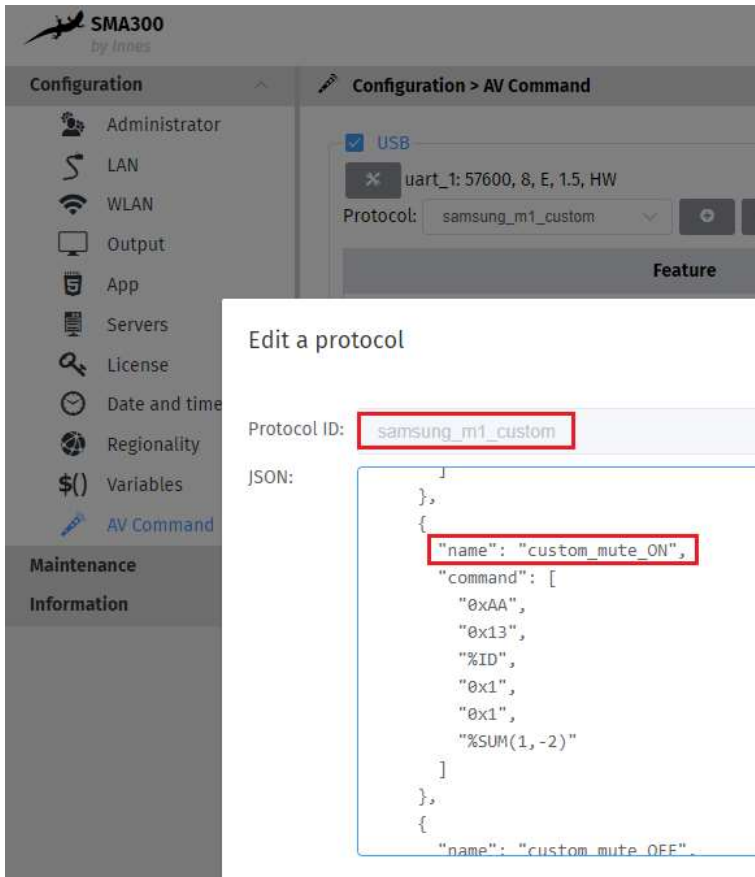 SMA300
by Innes
Configuration
Configuration > AV Command
Administrator
LAN
WLAN
Output
App
Servers
License
Date and time
Regionality
$() Variables
AV Command
Maintenance
Information
USB
uart_1: 57600, 8, E, 1.5, HW
Protocol: samsung_m1_custom
Feature
Edit a protocol
Protocol ID: samsung_m1_custom
JSON:
]
},
{
"name": "custom_mute_ON",
"command": [
"0xAA",
"0x13",
"%ID",
"0x1",
"0x1",
"%SUM(1,-2)"
]
},
{
"name": "custom_mute_OFF",